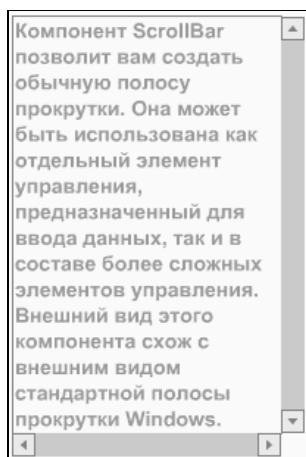 Компонент ScrollBar
позволит вам создать
обычную полосу
прокрутки. Она может
быть использована как
отдельный элемент
управления,
предназначенный для
ввода данных, так и в
составе более сложных
элементов управления.
Внешний вид этого
компонента схож с
внешним видом
стандартной полосы
прокрутки Windows.